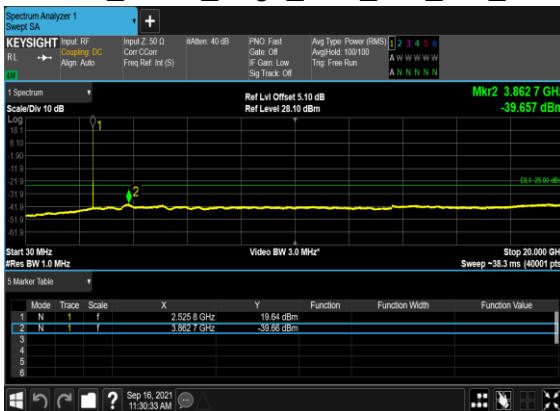 Spectrum Analyzer 1
Swept SA
KEYSIGHT
RL
Input: RF
Coupling: DC
Align: Auto
Input Z: 50 Ω
Corr CCorr
Freq Ref: Int (S)
#Atten: 40 dB
PNO: Fast
Gate: Off
IF Gain: Low
Sig Track: Off
Avg Type: Power (RMS)
Avg|Hold: 100/100
Trig: Free Run
1 2 3 4 5 6
A W W W W W
A N N N N N
LV
1 Spectrum
Scale/Div 10 dB
Ref Lvl Offset 5.10 dB
Ref Level 28.10 dBm
Mkr2 3.862 7 GHz
-39.657 dBm
Log
18.1
8.10
-1.90
-11.9
-21.9
-31.9
-41.9
-51.9
-61.9
1
2
DL1 -25.00 dBm
Start 30 MHz
#Res BW 1.0 MHz
Video BW 3.0 MHz*
Stop 20.000 GHz
Sweep ~38.3 ms (40001 pts)
5 Marker Table
Mode Trace Scale X Y Function Function Width Function Value
1 N 1 f 2.525 8 GHz 19.64 dBm
2 N 1 f 3.862 7 GHz -39.66 dBm
3
4
5
6
?
Sep 16, 2021
11:30:33 AM